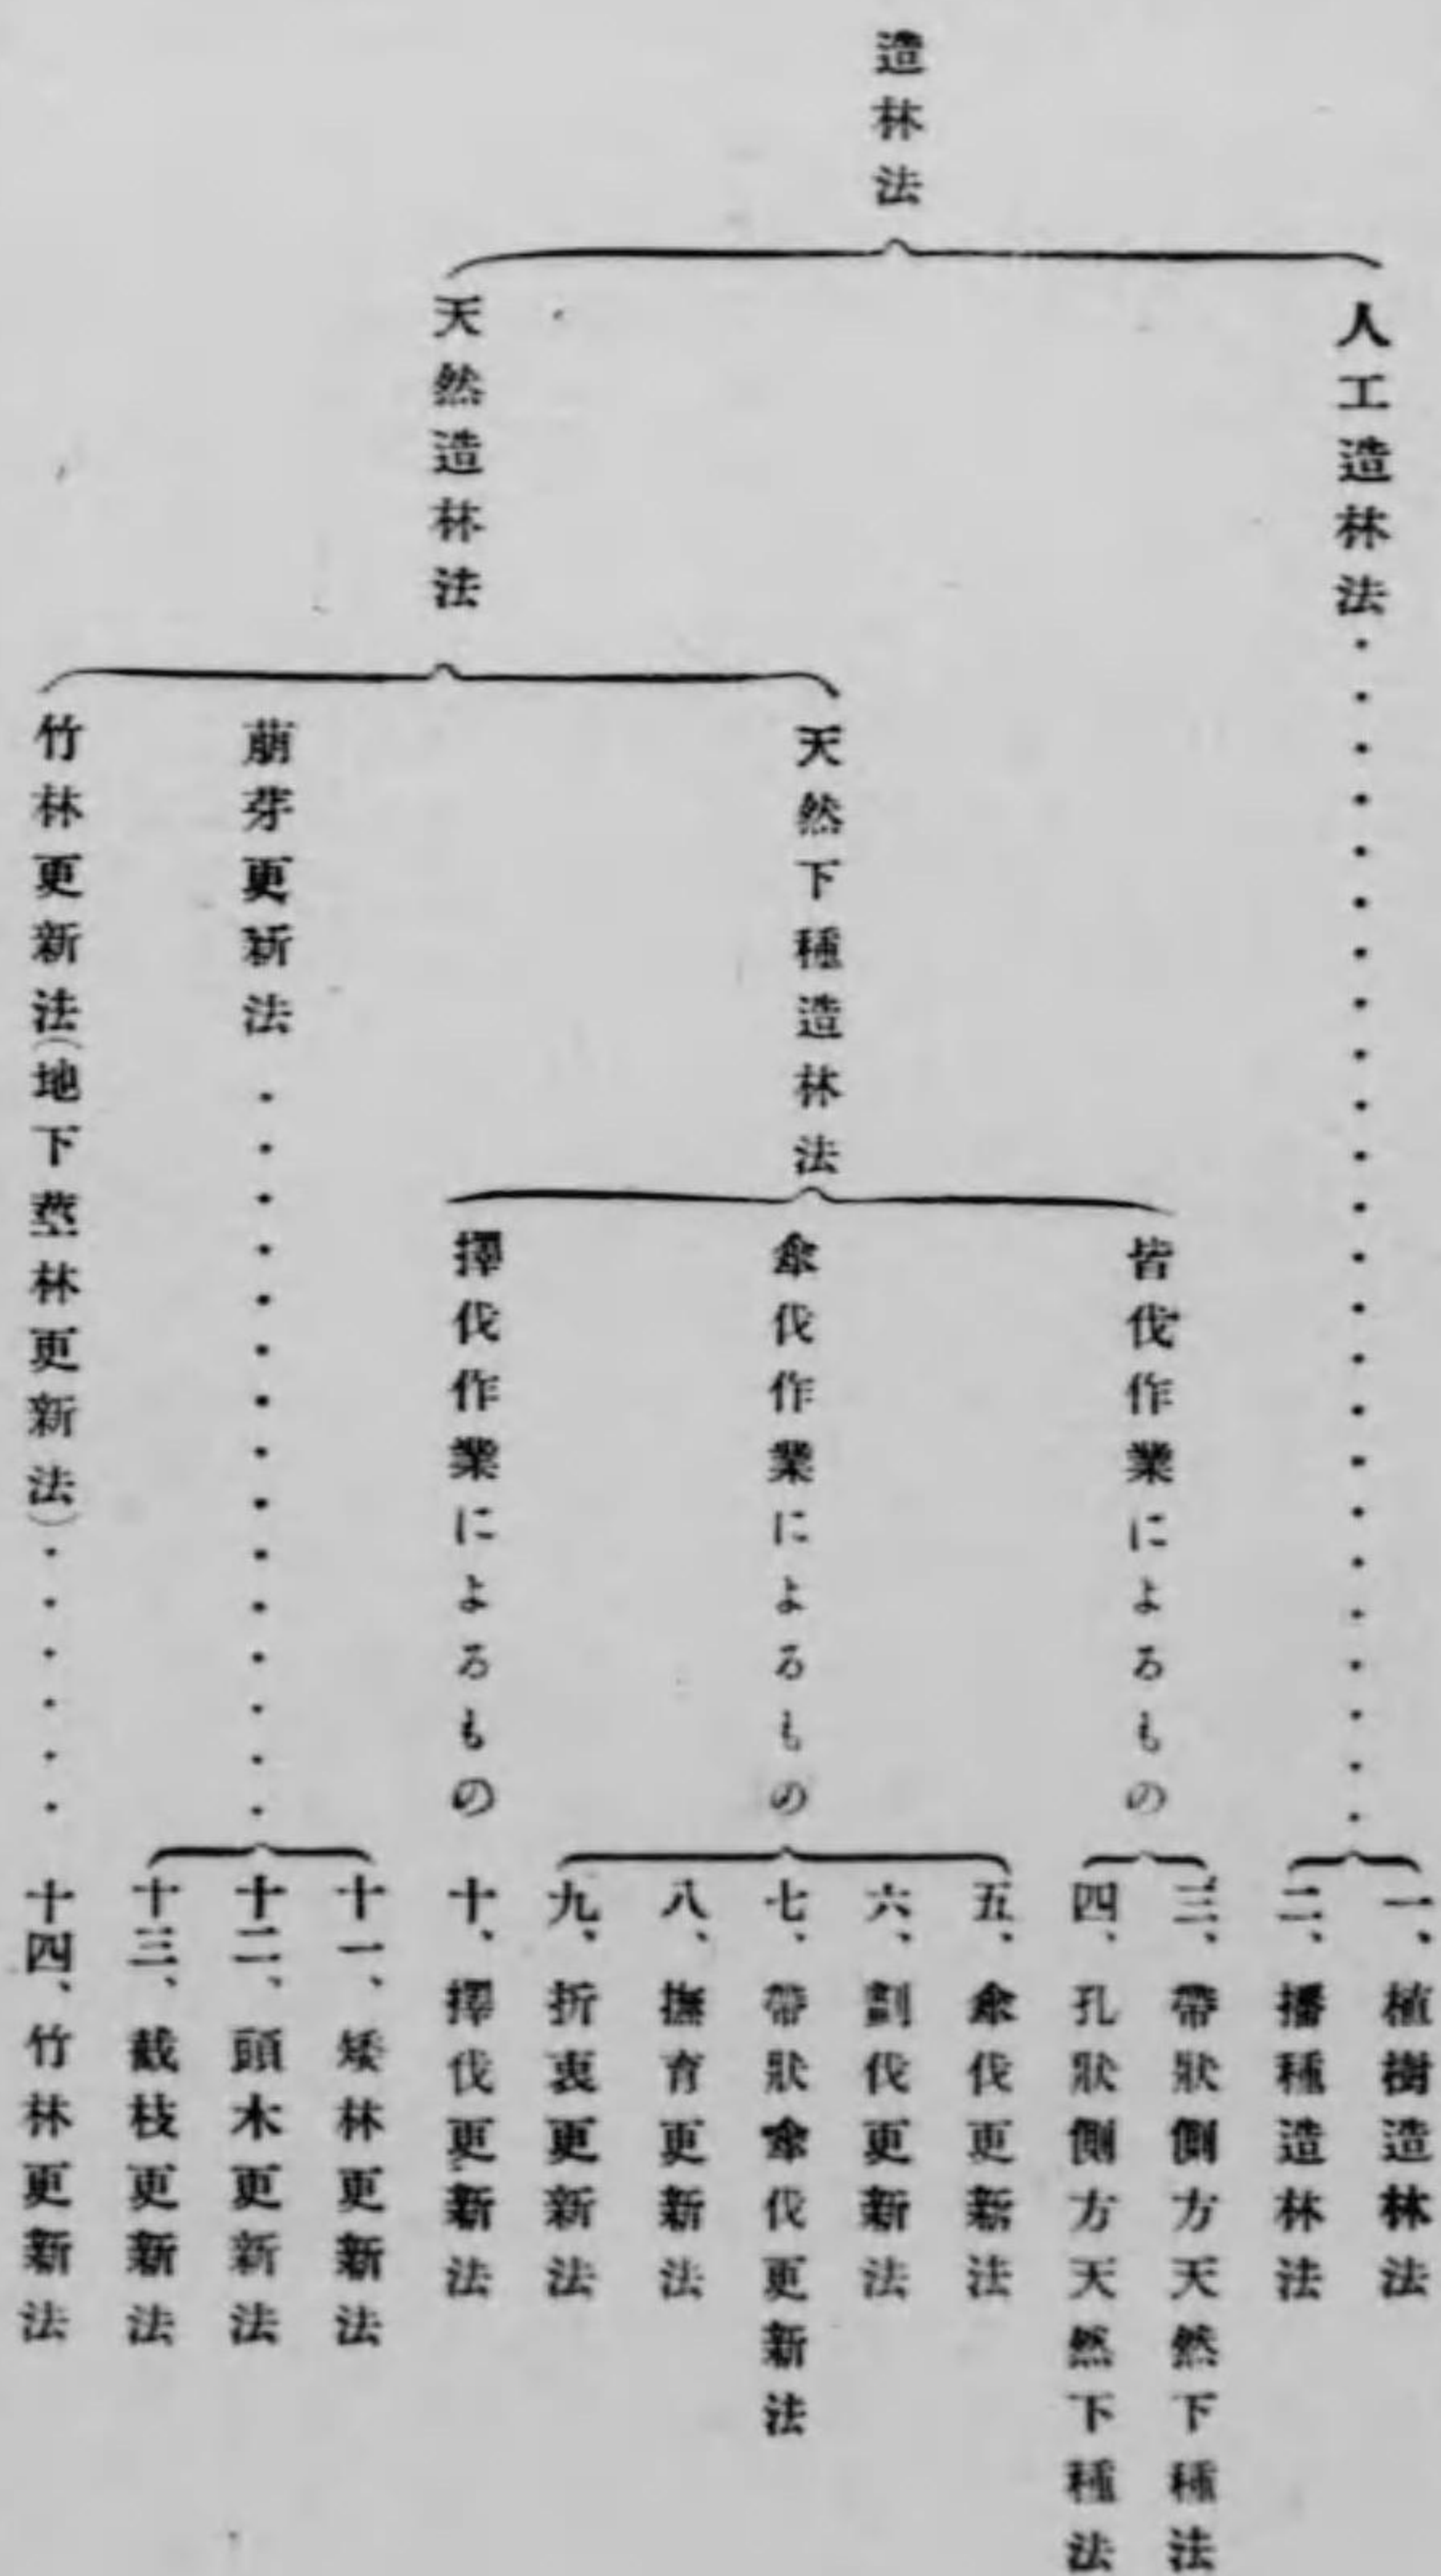 造林法
人工造林法..............................
一、植樹造林法
二、播種造林法
天然造林法
天然下種造林法
皆伐作業によるもの
三、帶狀側方天然下種法
四、孔狀側方天然下種法
傘伐作業によるもの
五、傘伐更新法
六、劃伐更新法
七、帶狀傘伐更新法
八、撫育更新法
九、折衷更新法
擇伐作業によるもの
十、擇伐更新法
萠芽更新法...............
十一、矮林更新法
十二、頭木更新法
十三、截枝更新法
竹林更新法(地下莖林更新法)......
十四、竹林更新法